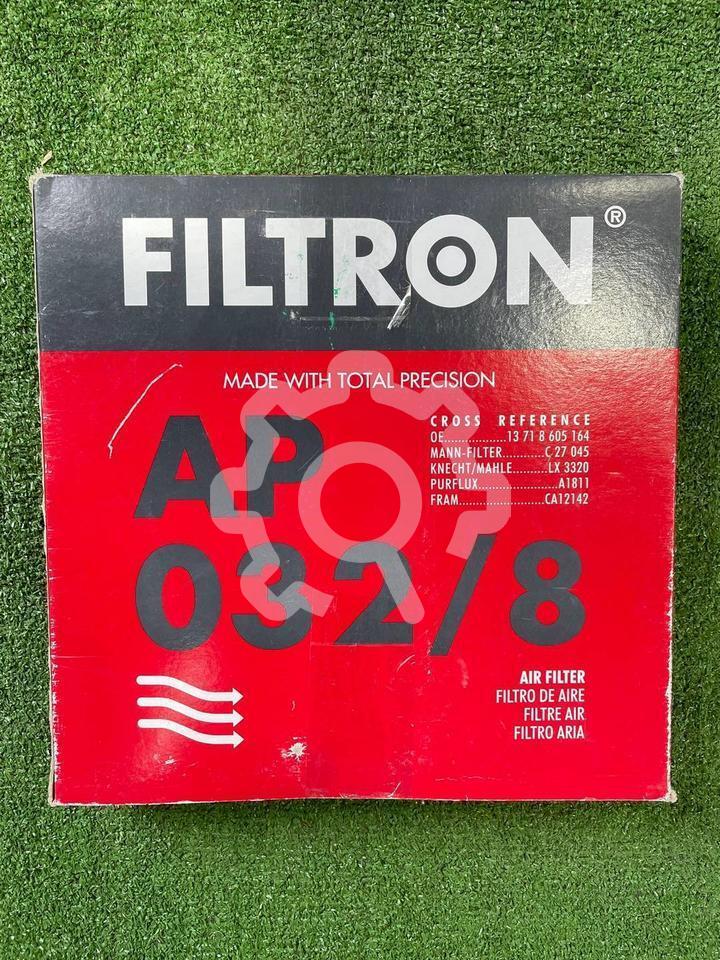 FILTRON®
MADE WITH TOTAL PRECISION
AP
032/8
CROSS REFERENCE
OE.................13 71 8 605 164
MANN-FILTER............C 27 045
KNECHT/MAHLE..........LX 3320
PURFLUX......................A1811
FRAM........................CA12142
AIR FILTER
FILTRO DE AIRE
FILTRE AIR
FILTRO ARIA